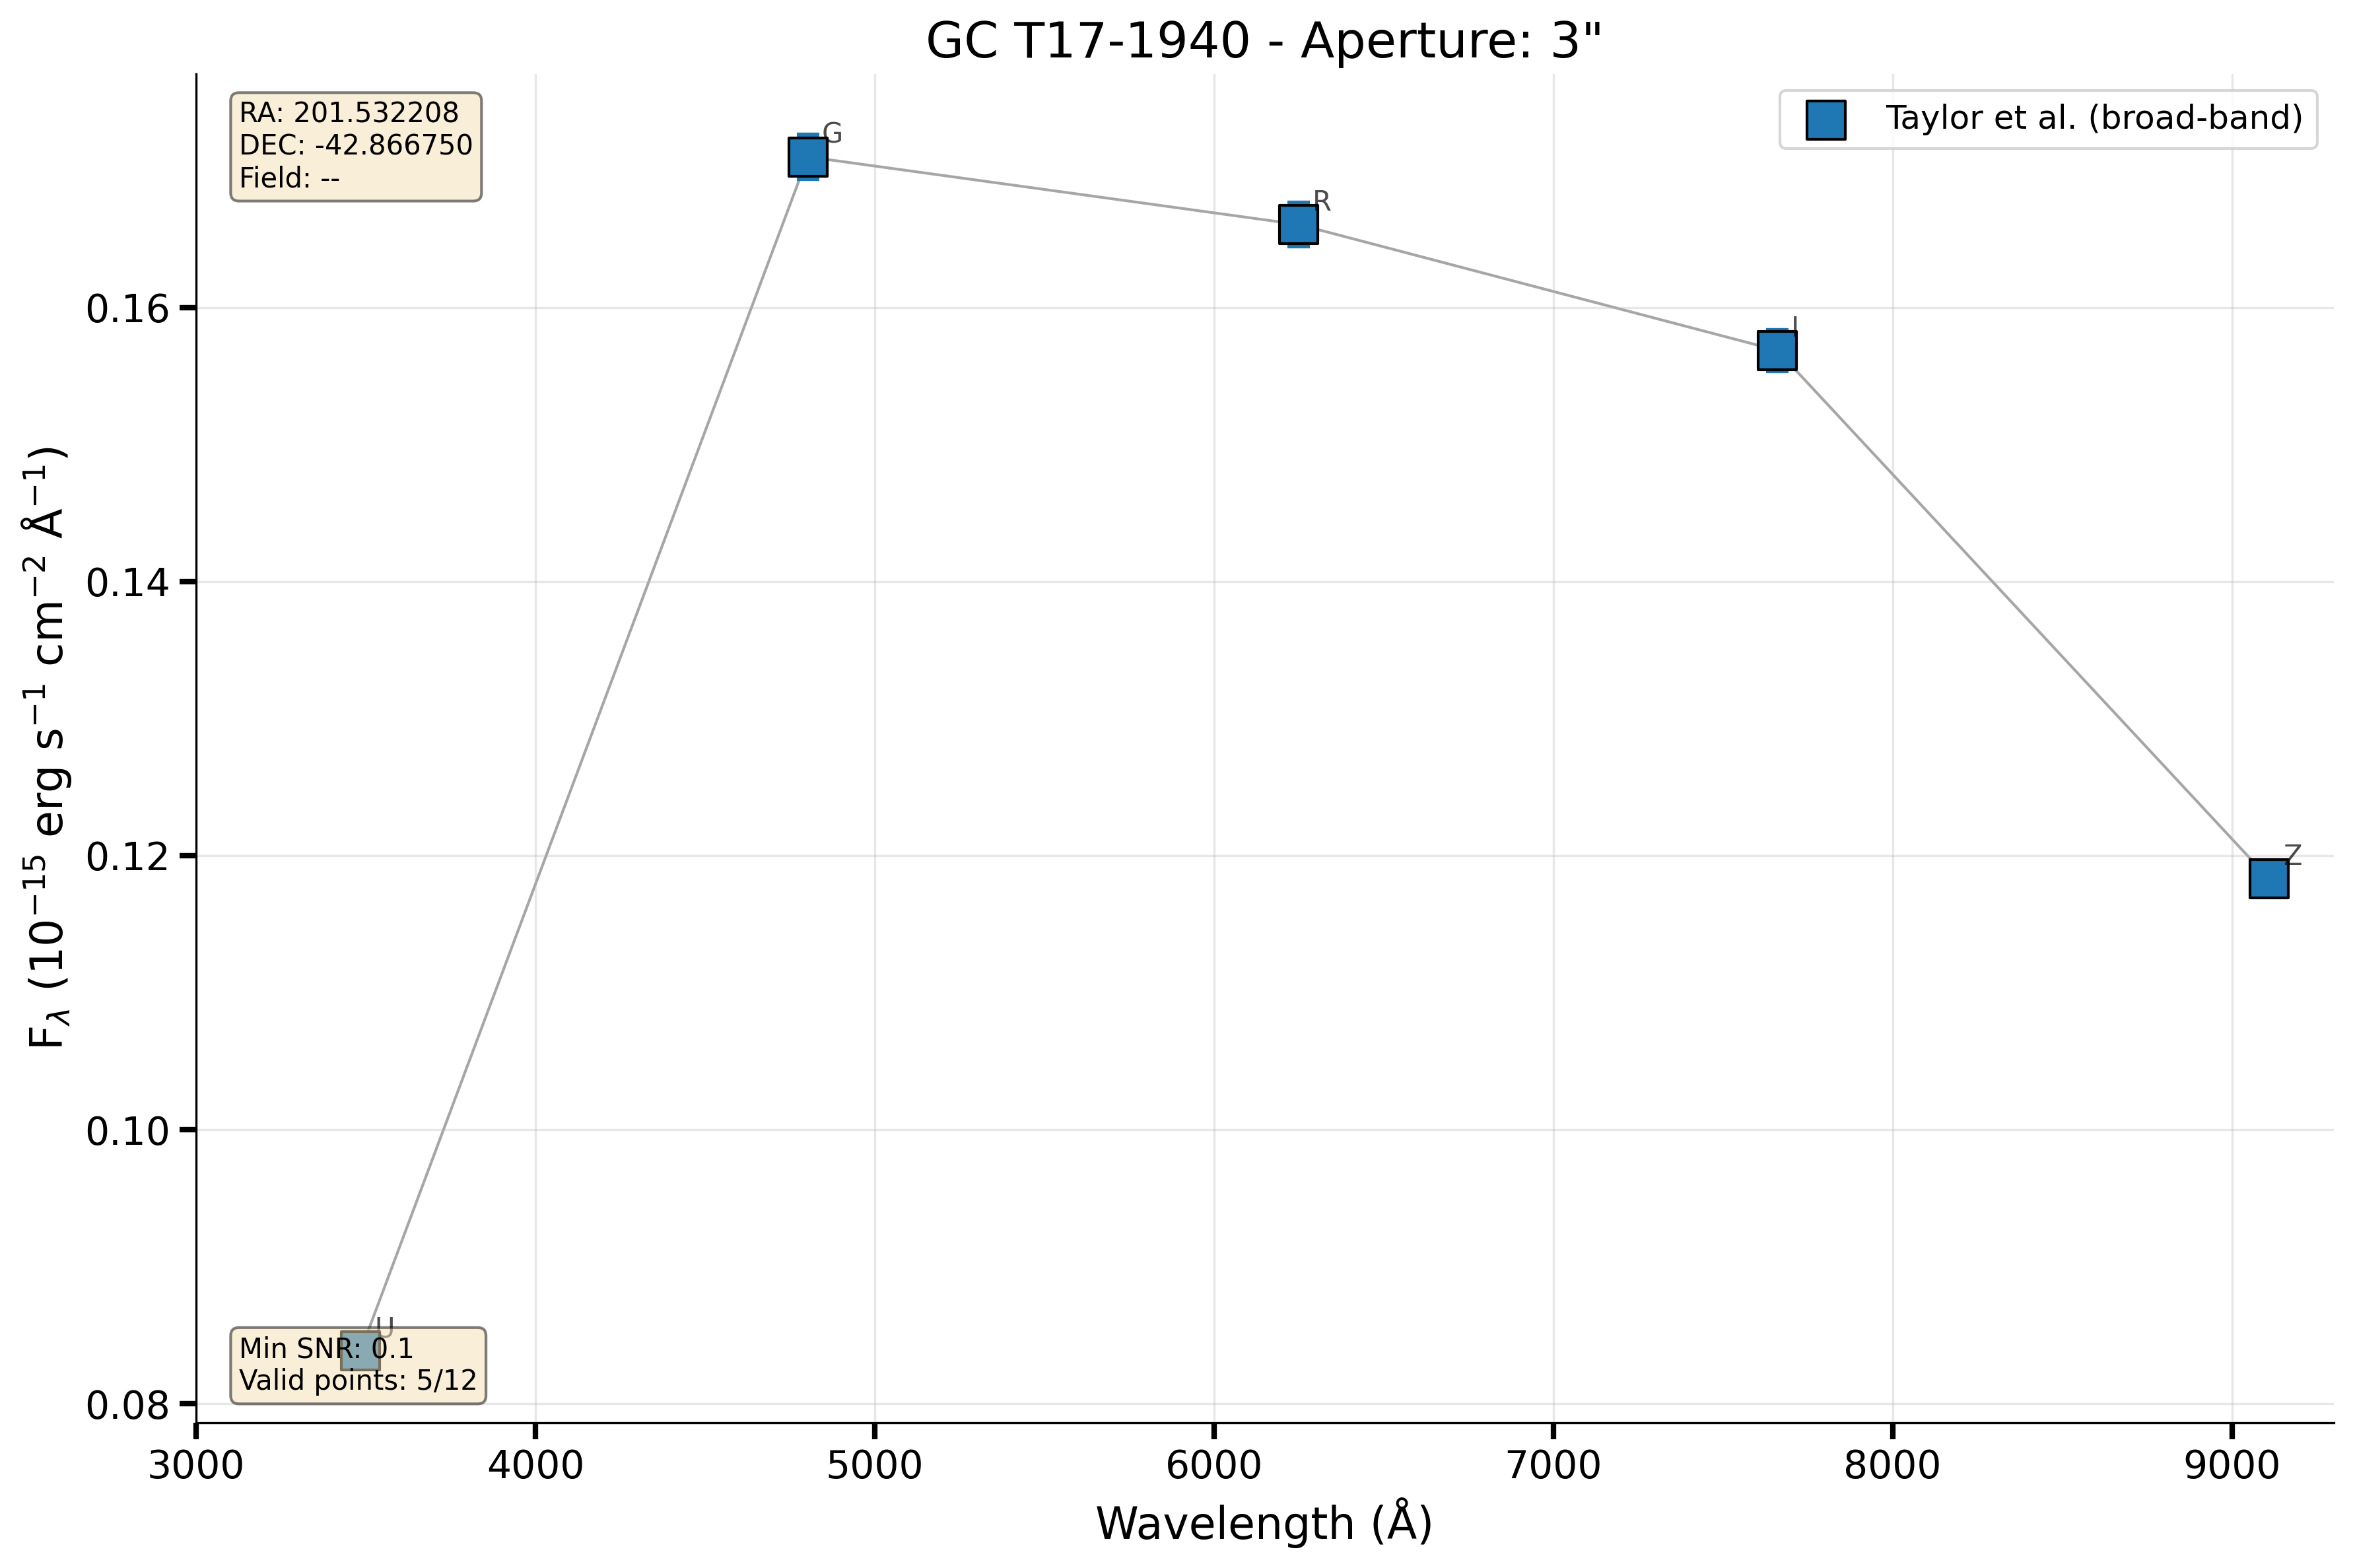 GC T17-1940 - Aperture: 3"
RA: 201.532208
DEC: -42.866750
Field: --
Taylor et al. (broad-band)
G
R
I
Z
U
Min SNR: 0.1
Valid points: 5/12
0.16
0.14
0.12
0.10
0.08
F_λ (10⁻¹⁵ erg s⁻¹ cm⁻² Å⁻¹)
3000 4000 5000 6000 7000 8000 9000
Wavelength (Å)